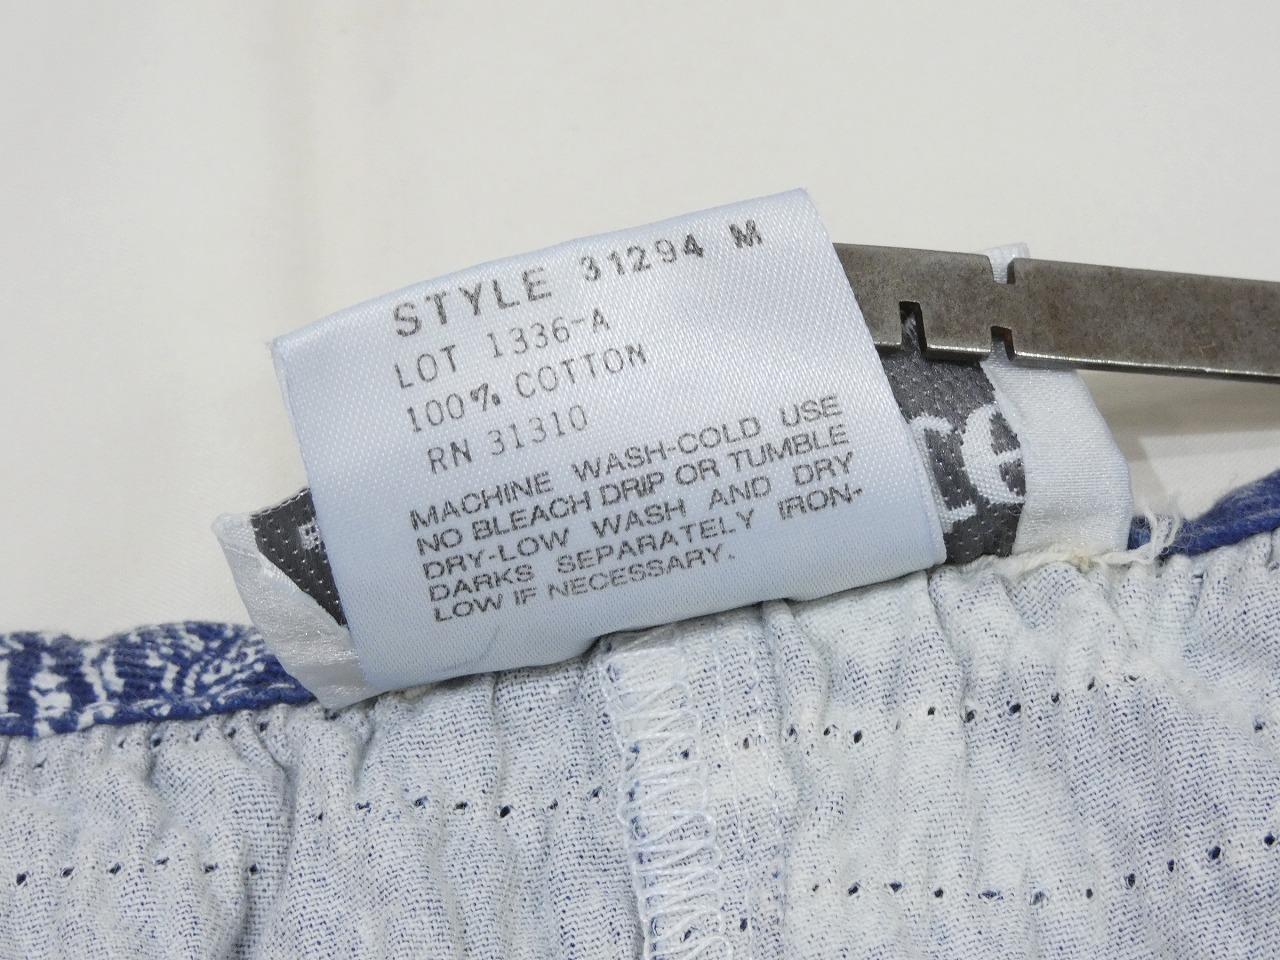 STYLE 31294 M
LOT 1336-A
100% COTTON
RN 31310
MACHINE WASH-COLD USE
NO BLEACH DRIP OR TUMBLE
DRY-LOW WASH AND DRY
DARKS SEPARATELY IRON-
LOW IF NECESSARY.